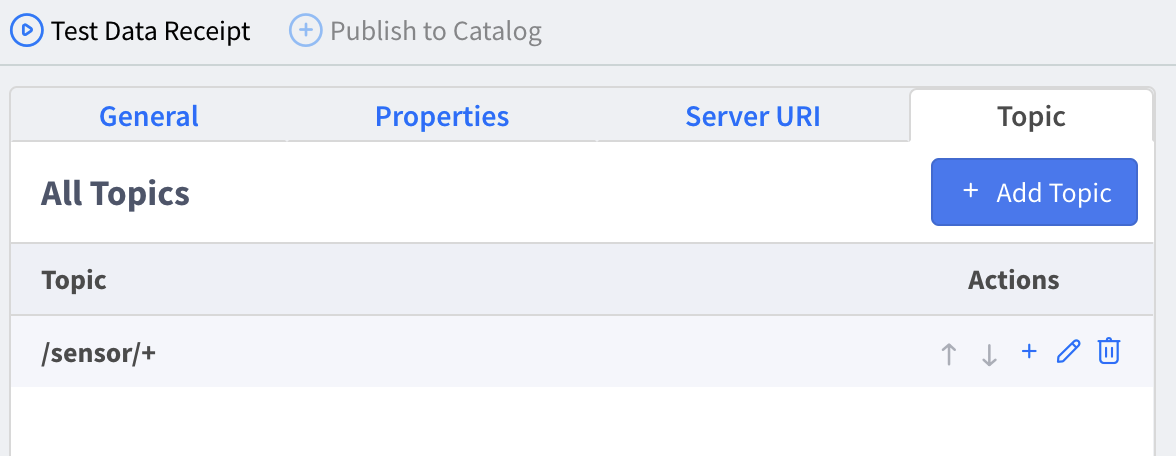 Test Data Receipt Publish to Catalog
General Properties Server URI Topic
All Topics + Add Topic
Topic Actions
/sensor/+